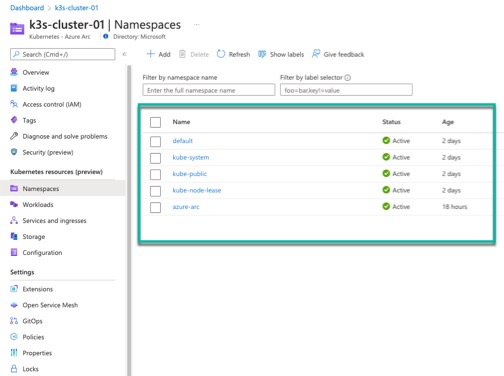 Dashboard > k3s-cluster-01
k3s-cluster-01 | Namespaces ...
Kubernetes - Azure Arc Directory: Microsoft
Search (Cmd+/)
Overview
Activity log
Access control (IAM)
Tags
Diagnose and solve problems
Security (preview)
Kubernetes resources (preview)
Namespaces
Workloads
Services and ingresses
Storage
Configuration
Settings
Extensions
Open Service Mesh
GitOps
Policies
Properties
Locks
Add Delete Refresh Show labels Give feedback
Filter by namespace name Filter by label selector
Enter the full namespace name foo=bar,key!=value
Name Status Age
default Active 2 days
kube-system Active 2 days
kube-public Active 2 days
kube-node-lease Active 2 days
azure-arc Active 18 hours